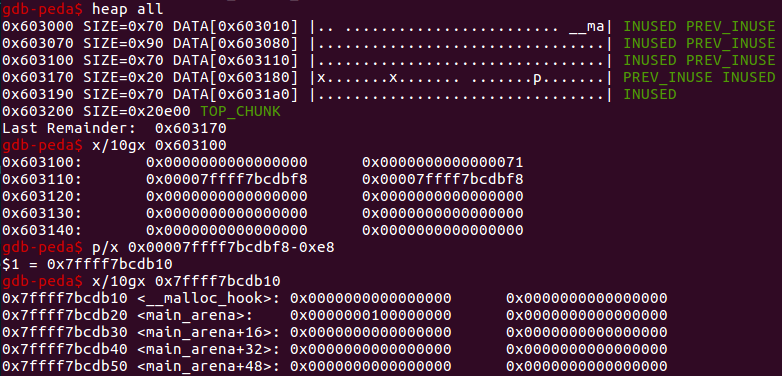 gdb-peda$ heap all
0x603000 SIZE=0x70 DATA[0x603010] |.. ........................ __ma| INUSED PREV_INUSE
0x603070 SIZE=0x90 DATA[0x603080] |................................| INUSED PREV_INUSE
0x603100 SIZE=0x70 DATA[0x603110] |................................| INUSED PREV_INUSE
0x603170 SIZE=0x20 DATA[0x603180] |x.......x....... .......p.......| PREV_INUSE INUSED
0x603190 SIZE=0x70 DATA[0x6031a0] |................................| INUSED
0x603200 SIZE=0x20e00 TOP_CHUNK
Last Remainder:  0x603170
gdb-peda$ x/10gx 0x603100
0x603100:       0x0000000000000000      0x0000000000000071
0x603110:       0x00007ffff7bcdbf8      0x00007ffff7bcdbf8
0x603120:       0x0000000000000000      0x0000000000000000
0x603130:       0x0000000000000000      0x0000000000000000
0x603140:       0x0000000000000000      0x0000000000000000
gdb-peda$ p/x 0x00007ffff7bcdbf8-0xe8
$1 = 0x7ffff7bcdb10
gdb-peda$ x/10gx 0x7ffff7bcdb10
0x7ffff7bcdb10 <__malloc_hook>: 0x0000000000000000      0x0000000000000000
0x7ffff7bcdb20 <main_arena>:    0x0000000100000000      0x0000000000000000
0x7ffff7bcdb30 <main_arena+16>: 0x0000000000000000      0x0000000000000000
0x7ffff7bcdb40 <main_arena+32>: 0x0000000000000000      0x0000000000000000
0x7ffff7bcdb50 <main_arena+48>: 0x0000000000000000      0x0000000000000000